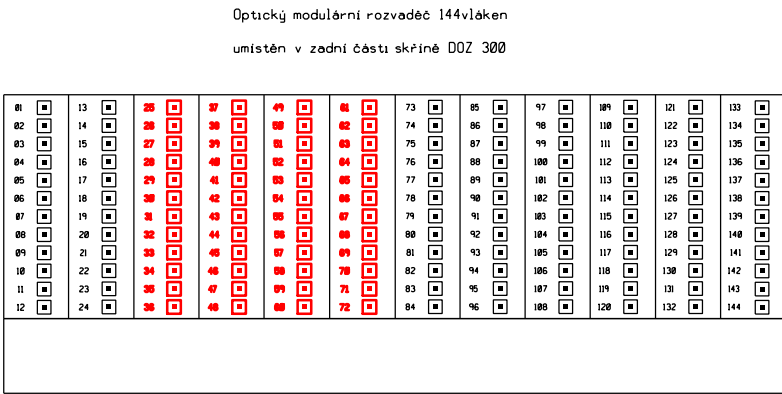 Optický modulární rozvaděč 144vláken
umístěn v zadní části skříně DOZ 300
01 13 25 37 49 61 73 85 97 109 121 133
02 14 26 38 50 62 74 86 98 110 122 134
03 15 27 39 51 63 75 87 99 111 123 135
04 16 28 40 52 64 76 88 100 112 124 136
05 17 29 41 53 65 77 89 101 113 125 137
06 18 30 42 54 66 78 90 102 114 126 138
07 19 31 43 55 67 79 91 103 115 127 139
08 20 32 44 56 68 80 92 104 116 128 140
09 21 33 45 57 69 81 93 105 117 129 141
10 22 34 46 58 70 82 94 106 118 130 142
11 23 35 47 59 71 83 95 107 119 131 143
12 24 36 48 60 72 84 96 108 120 132 144